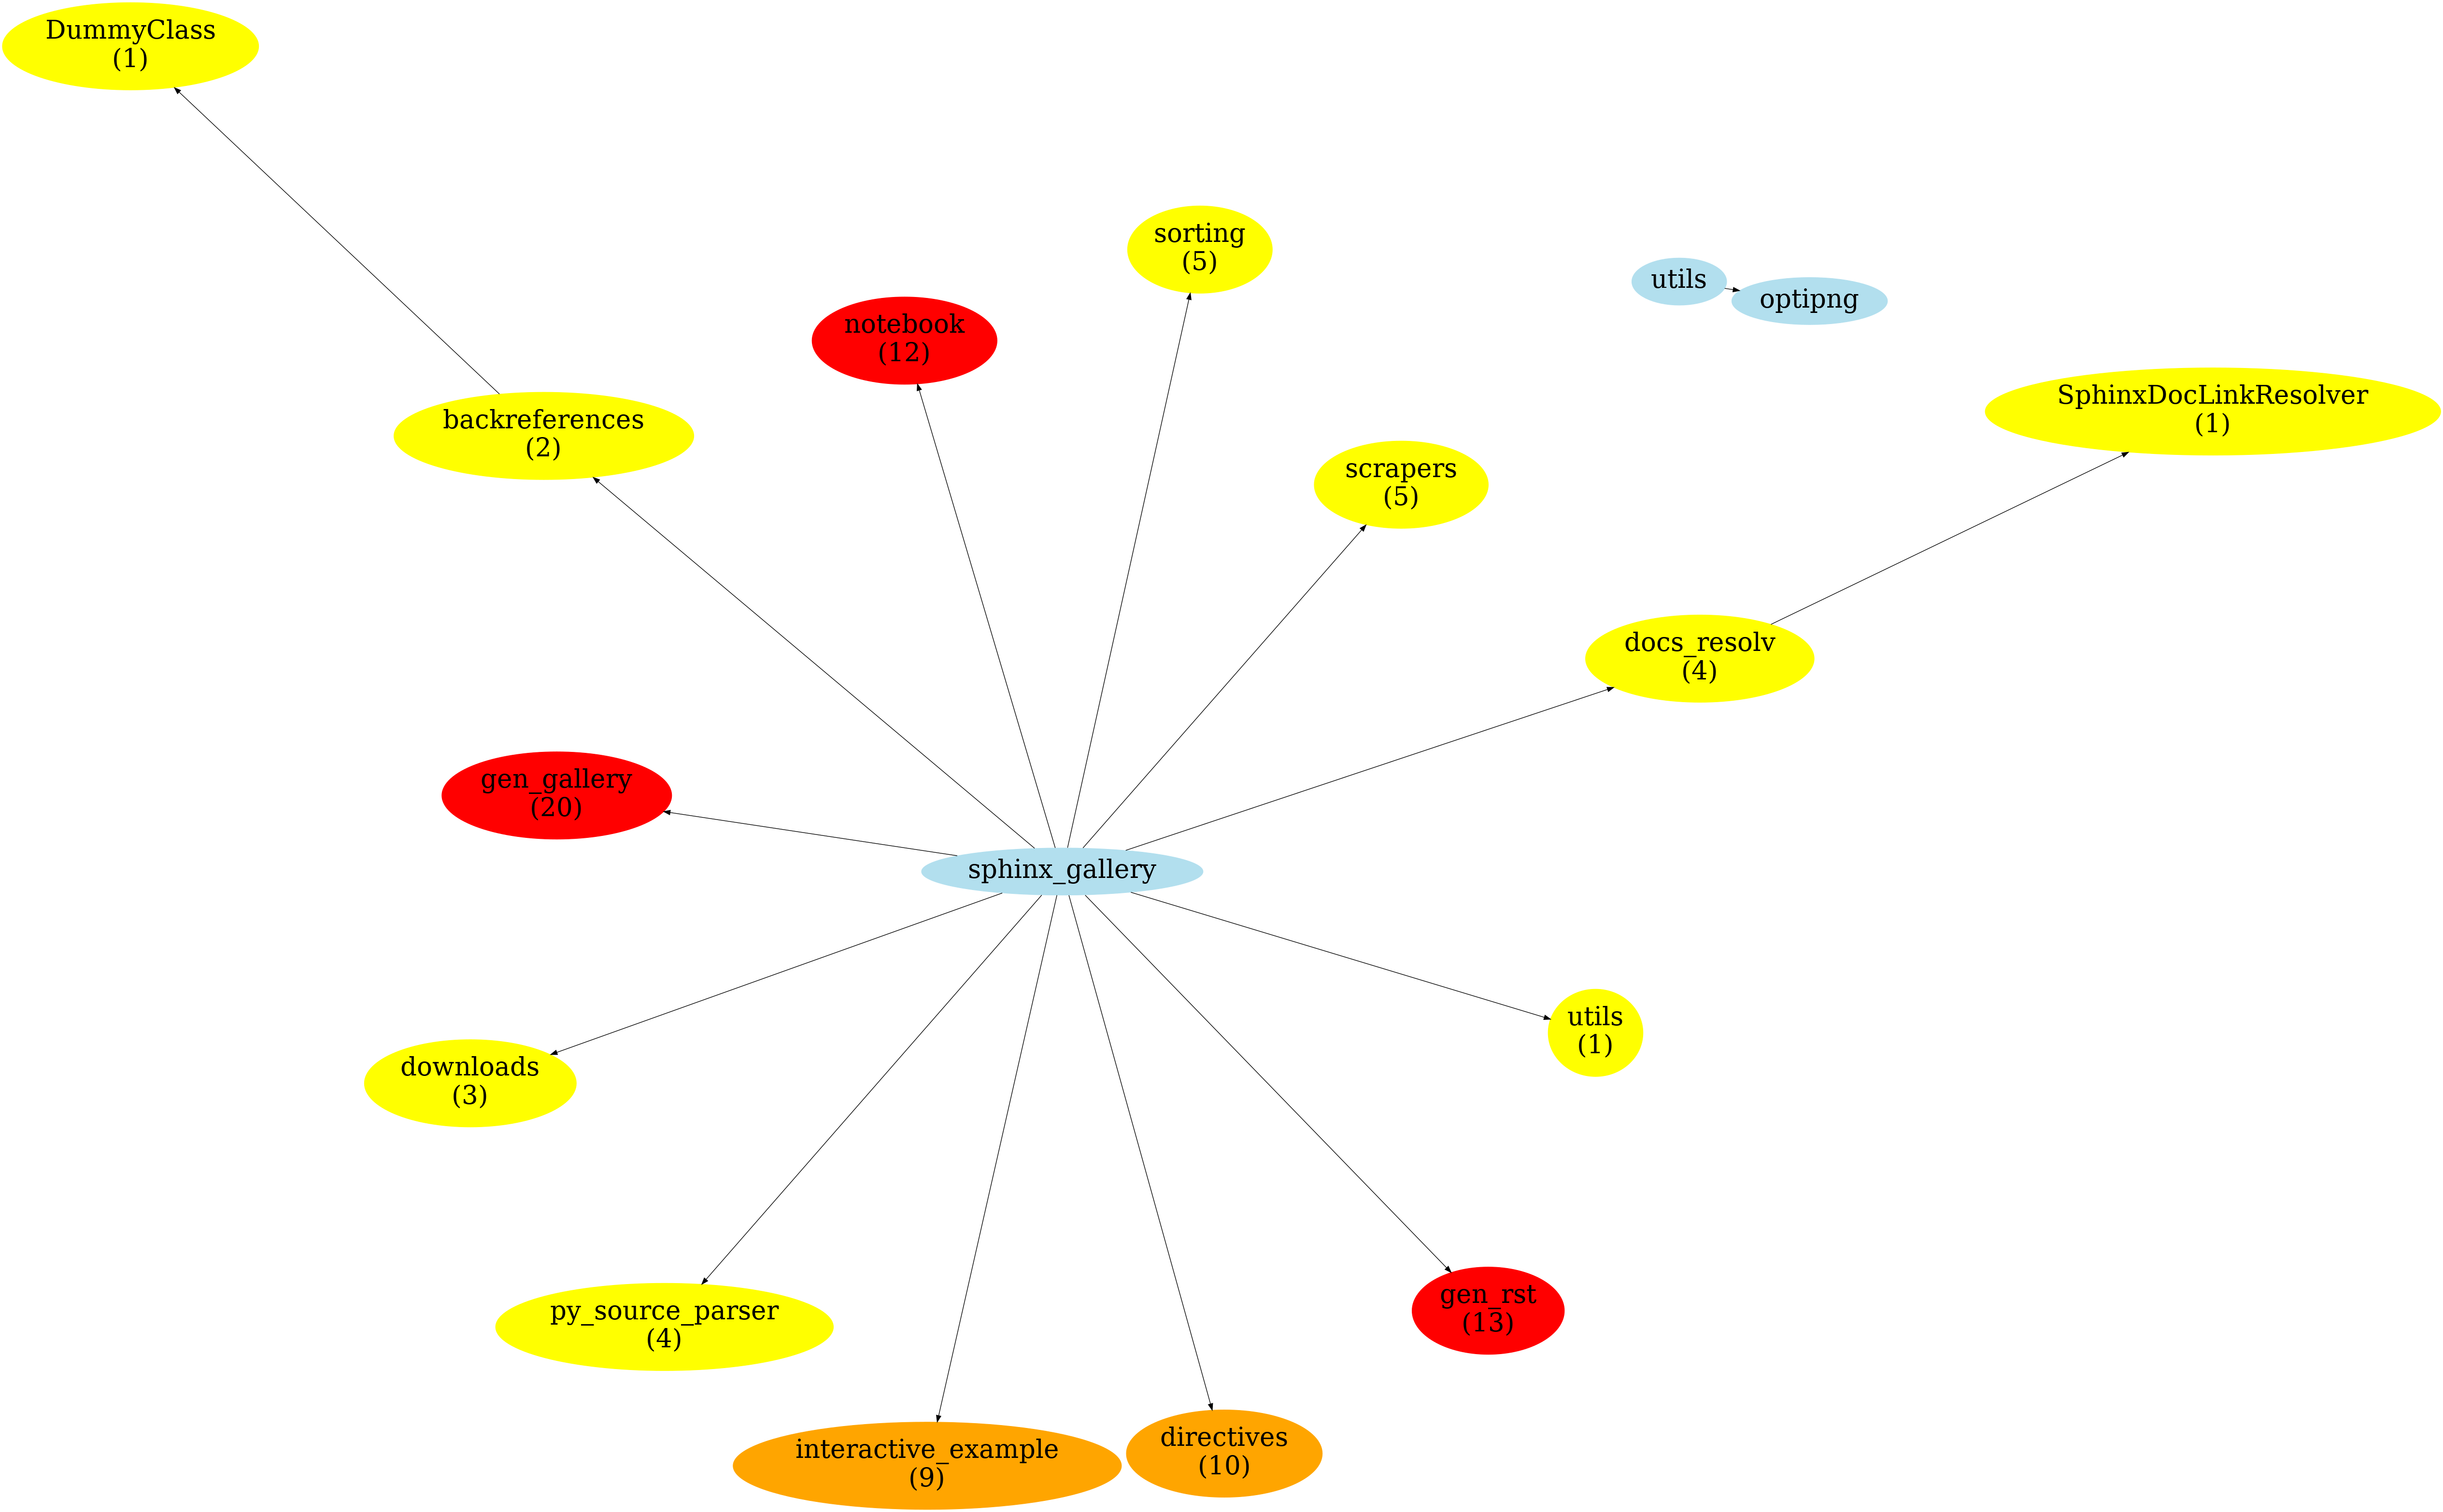 DummyClass
(1)
sorting
(5)
utils
optipng
notebook
(12)
SphinxDocLinkResolver
(1)
backreferences
(2)
scrapers
(5)
docs_resolv
(4)
gen_gallery
(20)
sphinx_gallery
utils
(1)
downloads
(3)
gen_rst
(13)
py_source_parser
(4)
directives
(10)
interactive_example
(9)